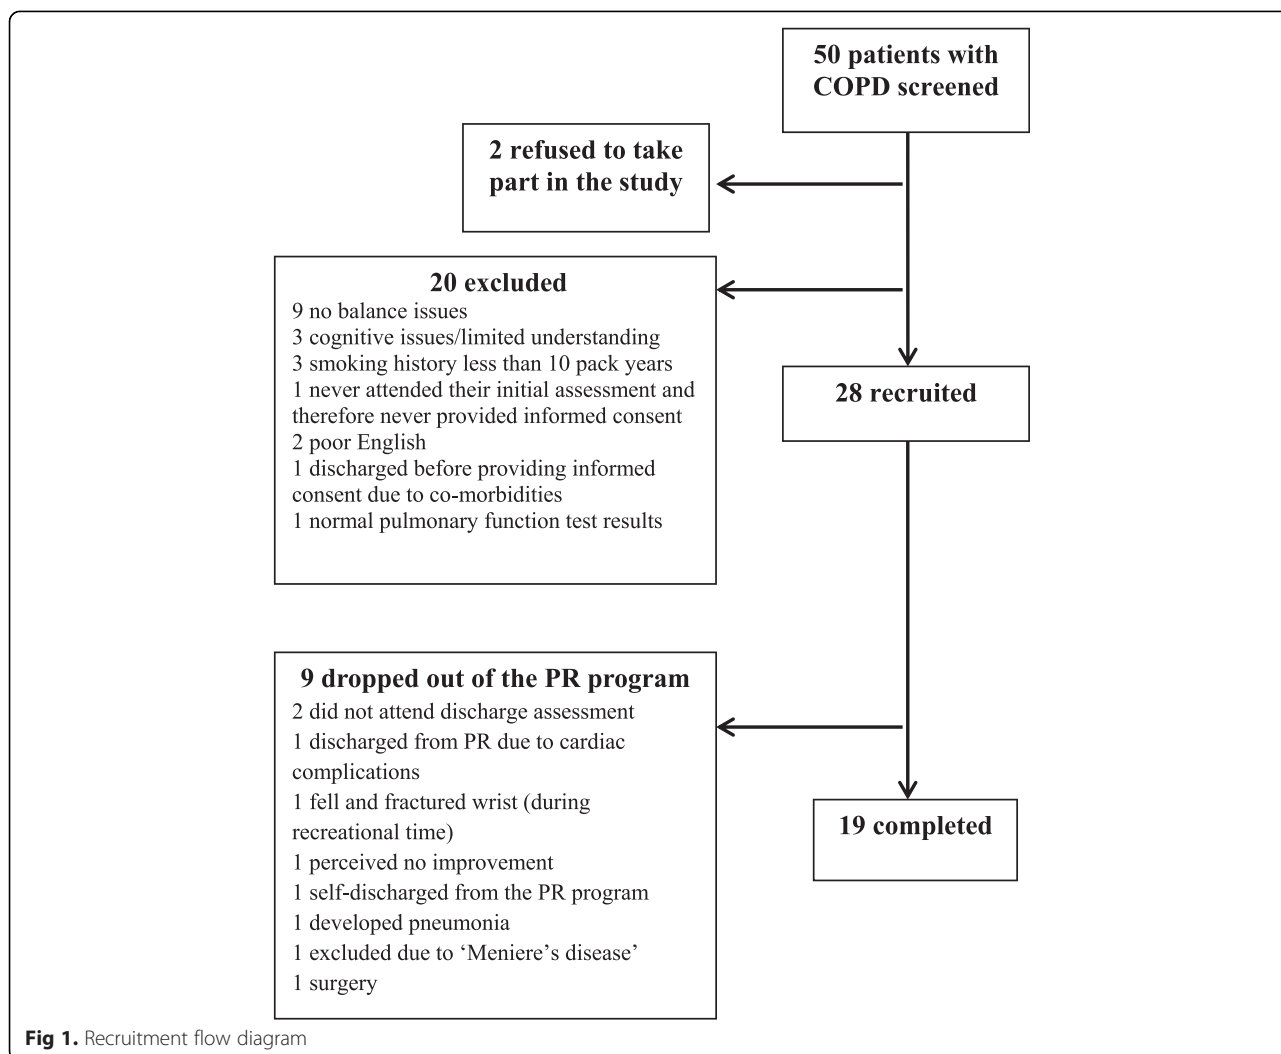 50 patients with
COPD screened
2 refused to take
part in the study
20 excluded
9 no balance issues
3 cognitive issues/limited understanding
3 smoking history less than 10 pack years
1 never attended their initial assessment and
therefore never provided informed consent
2 poor English
1 discharged before providing informed
consent due to co-morbidities
1 normal pulmonary function test results
28 recruited
9 dropped out of the PR program
2 did not attend discharge assessment
1 discharged from PR due to cardiac
complications
1 fell and fractured wrist (during
recreational time)
1 perceived no improvement
1 self-discharged from the PR program
1 developed pneumonia
1 excluded due to ‘Meniere’s disease’
1 surgery
19 completed
Fig 1. Recruitment flow diagram